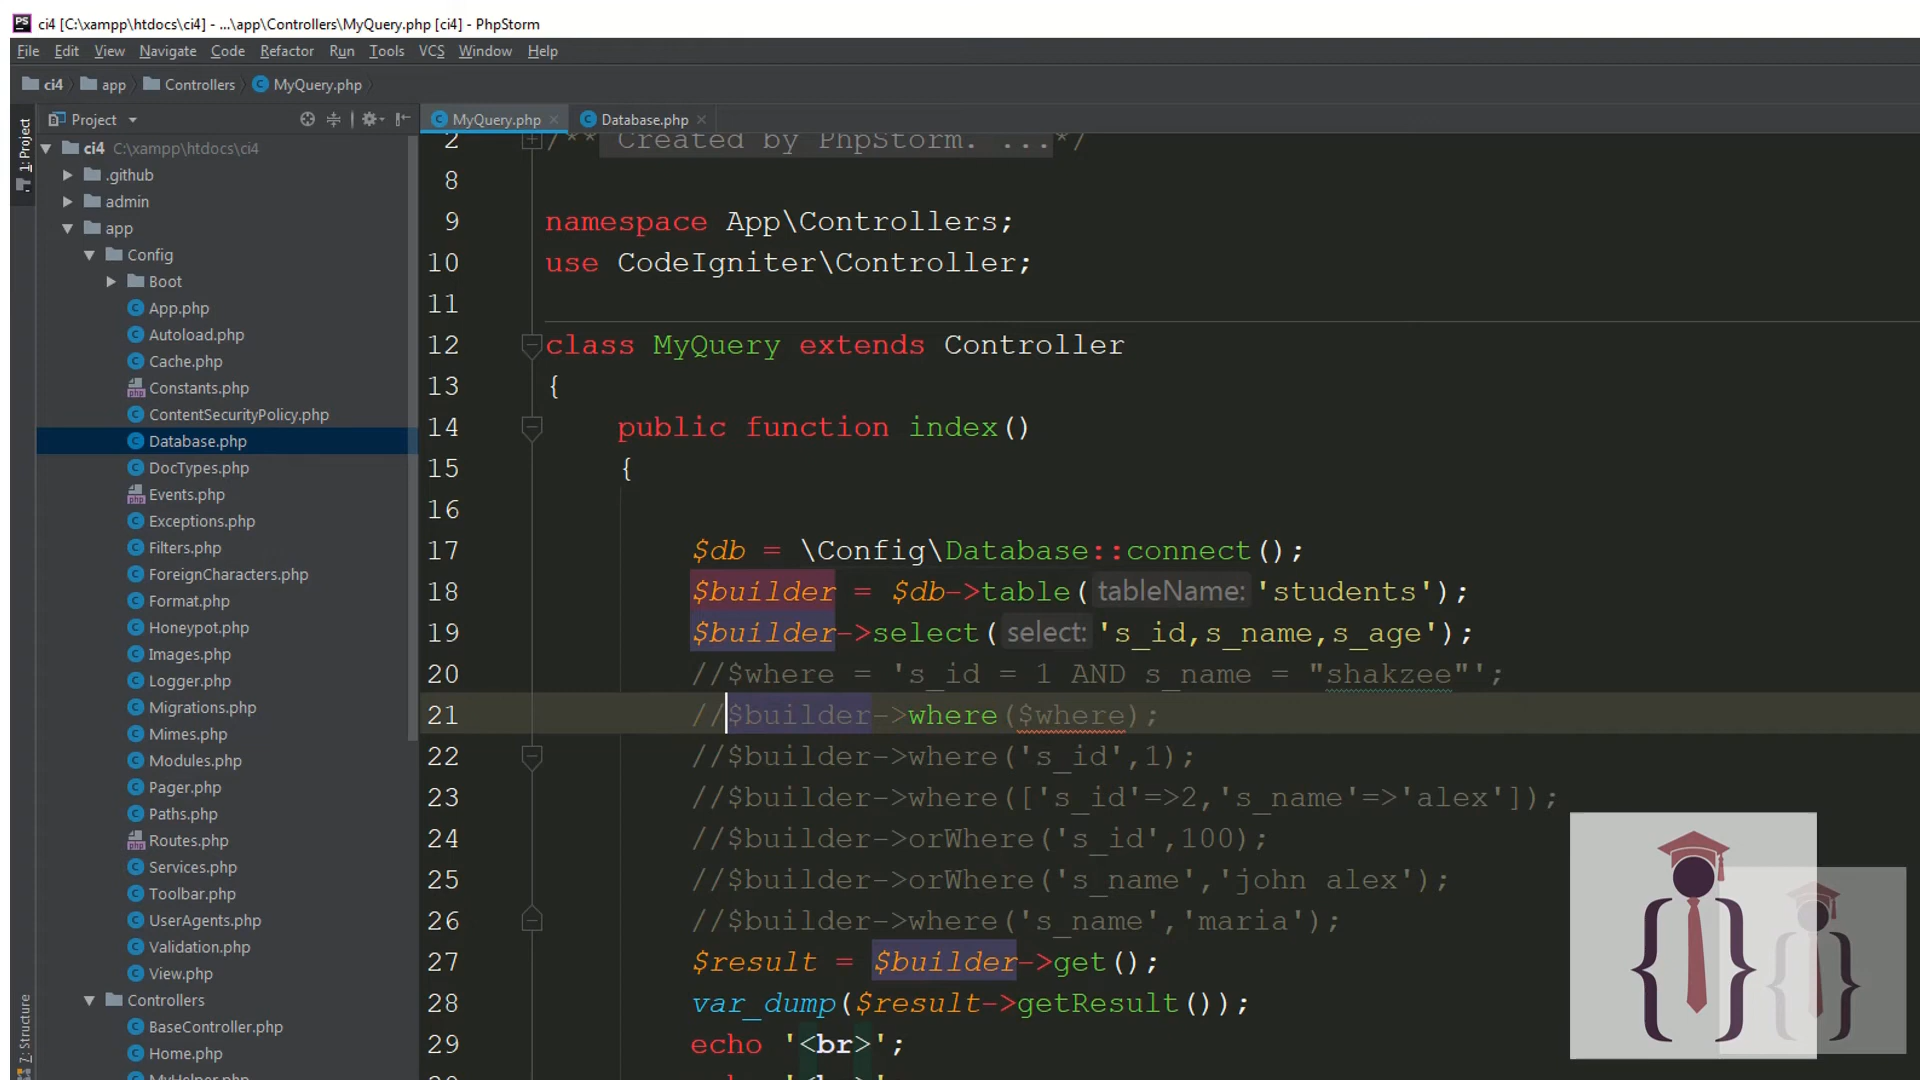 PS ci4 [C:\xampp\htdocs\ci4] - ...\app\Controllers\MyQuery.php [ci4] - PhpStorm
File Edit View Navigate Code Refactor Run Tools VCS Window Help
ci4 app Controllers MyQuery.php
Project
MyQuery.php Database.php
1: Project
7: Structure
ci4 C:\xampp\htdocs\ci4
.github
admin
app
Config
Boot
App.php
Autoload.php
Cache.php
Constants.php
ContentSecurityPolicy.php
Database.php
DocTypes.php
Events.php
Exceptions.php
Filters.php
ForeignCharacters.php
Format.php
Honeypot.php
Images.php
Logger.php
Migrations.php
Mimes.php
Modules.php
Pager.php
Paths.php
Routes.php
Services.php
Toolbar.php
UserAgents.php
Validation.php
View.php
Controllers
BaseController.php
Home.php
MyHelper.php
2 /** Created by PhpStorm. ...*/
8
9 namespace App\Controllers;
10 use CodeIgniter\Controller;
11
12 class MyQuery extends Controller
13 {
14 public function index()
15 {
16
17 $db = \Config\Database::connect();
18 $builder = $db->table( tableName: 'students');
19 $builder->select( select: 's_id,s_name,s_age');
20 //$where = 's_id = 1 AND s_name = "shakzee"';
21 //$builder->where($where);
22 //$builder->where('s_id',1);
23 //$builder->where(['s_id'=>2,'s_name'=>'alex']);
24 //$builder->orWhere('s_id',100);
25 //$builder->orWhere('s_name','john alex');
26 //$builder->where('s_name','maria');
27 $result = $builder->get();
28 var_dump($result->getResult());
29 echo '<br>';